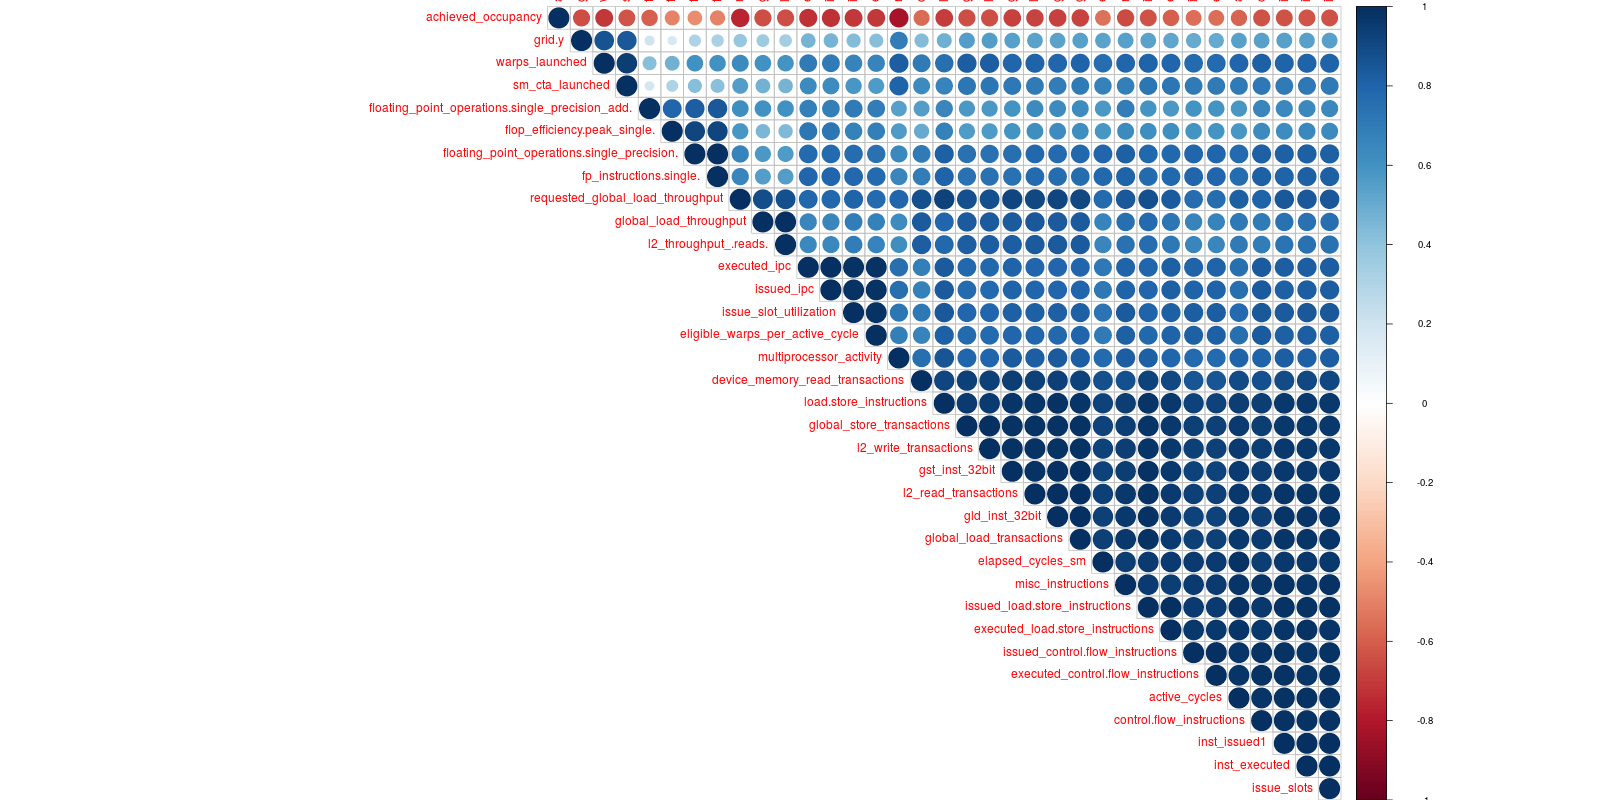 achieved_occupancy
grid.y
warps_launched
sm_cta_launched
floating_point_operations.single_precision_add.
flop_efficiency.peak_single.
floating_point_operations.single_precision.
fp_instructions.single.
requested_global_load_throughput
global_load_throughput
l2_throughput_.reads.
executed_ipc
issued_ipc
issue_slot_utilization
eligible_warps_per_active_cycle
multiprocessor_activity
device_memory_read_transactions
load.store_instructions
global_store_transactions
l2_write_transactions
gst_inst_32bit
l2_read_transactions
gld_inst_32bit
global_load_transactions
elapsed_cycles_sm
misc_instructions
issued_load.store_instructions
executed_load.store_instructions
issued_control.flow_instructions
executed_control.flow_instructions
active_cycles
control.flow_instructions
inst_issued1
inst_executed
issue_slots
1
0.8
0.6
0.4
0.2
0
-0.2
-0.4
-0.6
-0.8
-1